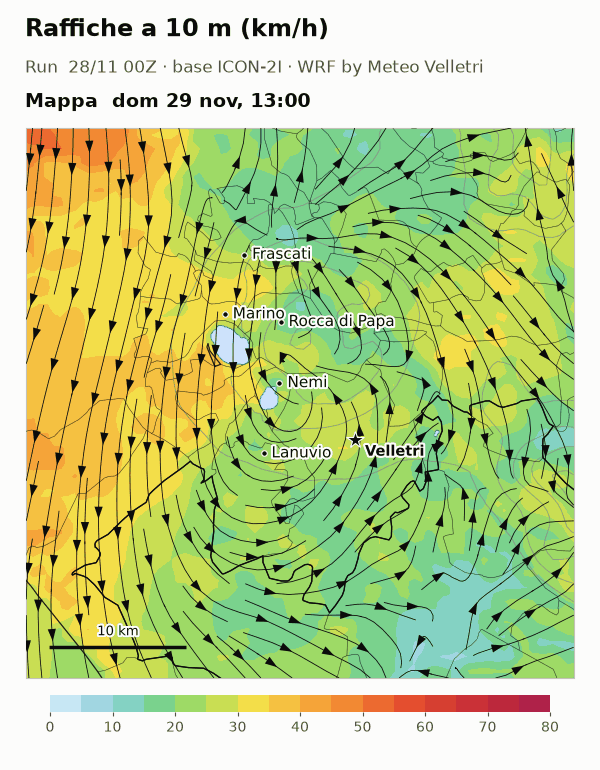 Raffiche a 10 m (km/h)
Run 28/11 00Z · base ICON-2I · WRF by Meteo Velletri
Mappa dom 29 nov, 13:00
Frascati
Marino
Rocca di Papa
Nemi
Lanuvio
Velletri
10 km
0 10 20 30 40 50 60 70 80